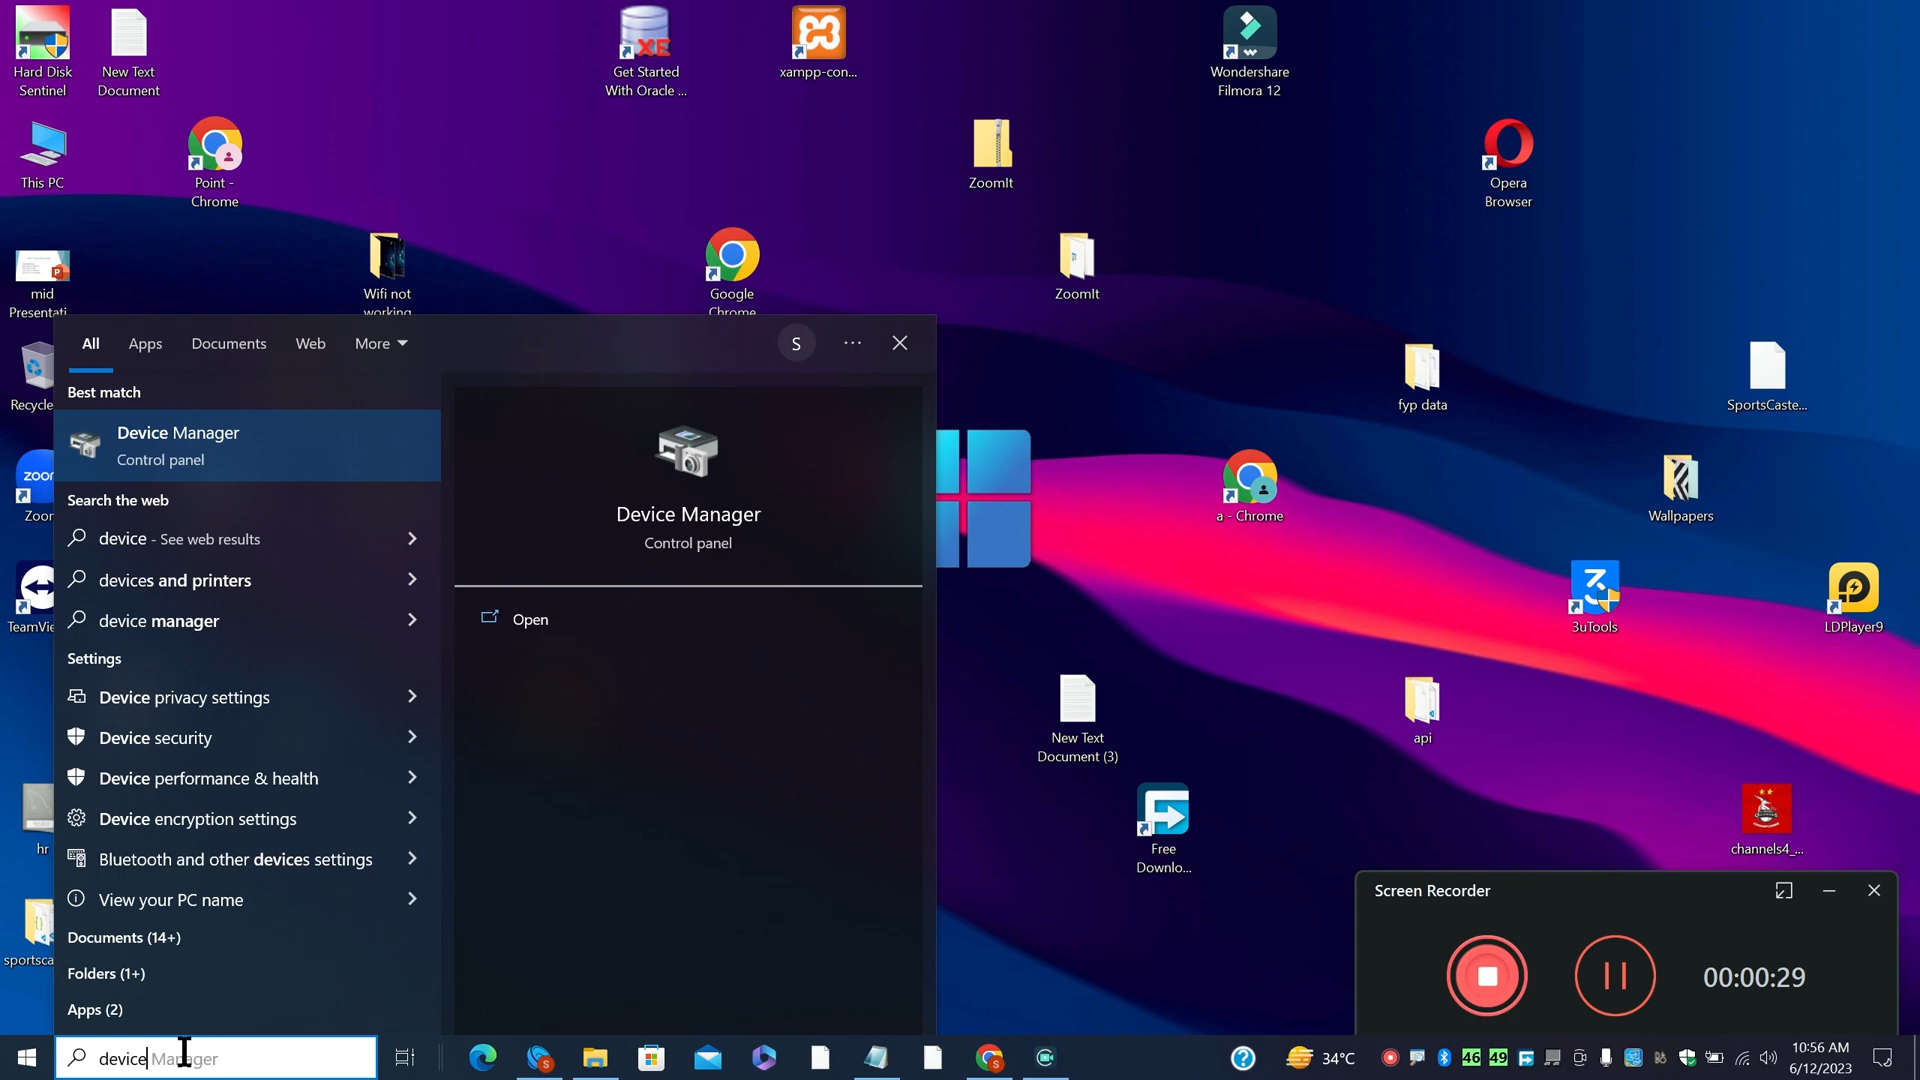 Hard Disk
Sentinel
New Text
Document
Get Started
With Oracle ...
xampp-con...
Wondershare
Filmora 12
This PC
Point -
Chrome
ZoomIt
Opera
Browser
mid
Presentati...
Wifi not
working
Google
Chrome
ZoomIt
Recycle
fyp data
SportsCaste...
Zoom
TeamVie
a - Chrome
Wallpapers
3uTools
LDPlayer9
New Text
Document (3)
api
hr
Free
Downlo...
channels4_...
sportsca
All
Apps
Documents
Web
More
S
Best match
Device Manager
Control panel
Search the web
device - See web results
devices and printers
device manager
Settings
Device privacy settings
Device security
Device performance & health
Device encryption settings
Bluetooth and other devices settings
View your PC name
Documents (14+)
Folders (1+)
Apps (2)
Device Manager
Control panel
Open
Screen Recorder
00:00:29
device Manager
34°C
46
49
10:56 AM
6/12/2023